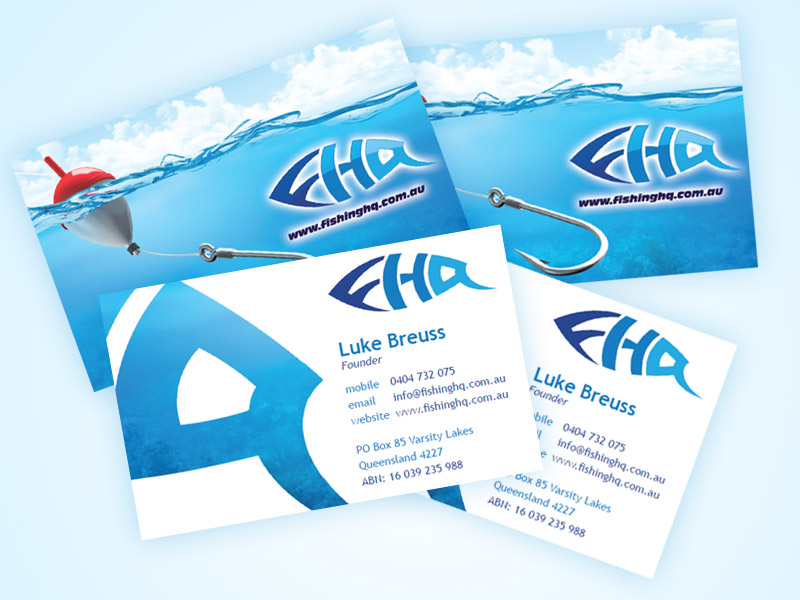 FHQ
www.fishinghq.com.au
FHQ
www.fishinghq.com.au
FHQ
Luke Breuss
Founder
mobile 0404 732 075
email info@fishinghq.com.au
website www.fishinghq.com.au
PO Box 85 Varsity Lakes
Queensland 4227
ABN: 16 039 235 988
FHQ
Luke Breuss
Founder
mobile 0404 732 075
info@fishinghq.com.au
www.fishinghq.com.au
Box 85 Varsity Lakes
Queensland 4227
ABN: 16 039 235 988